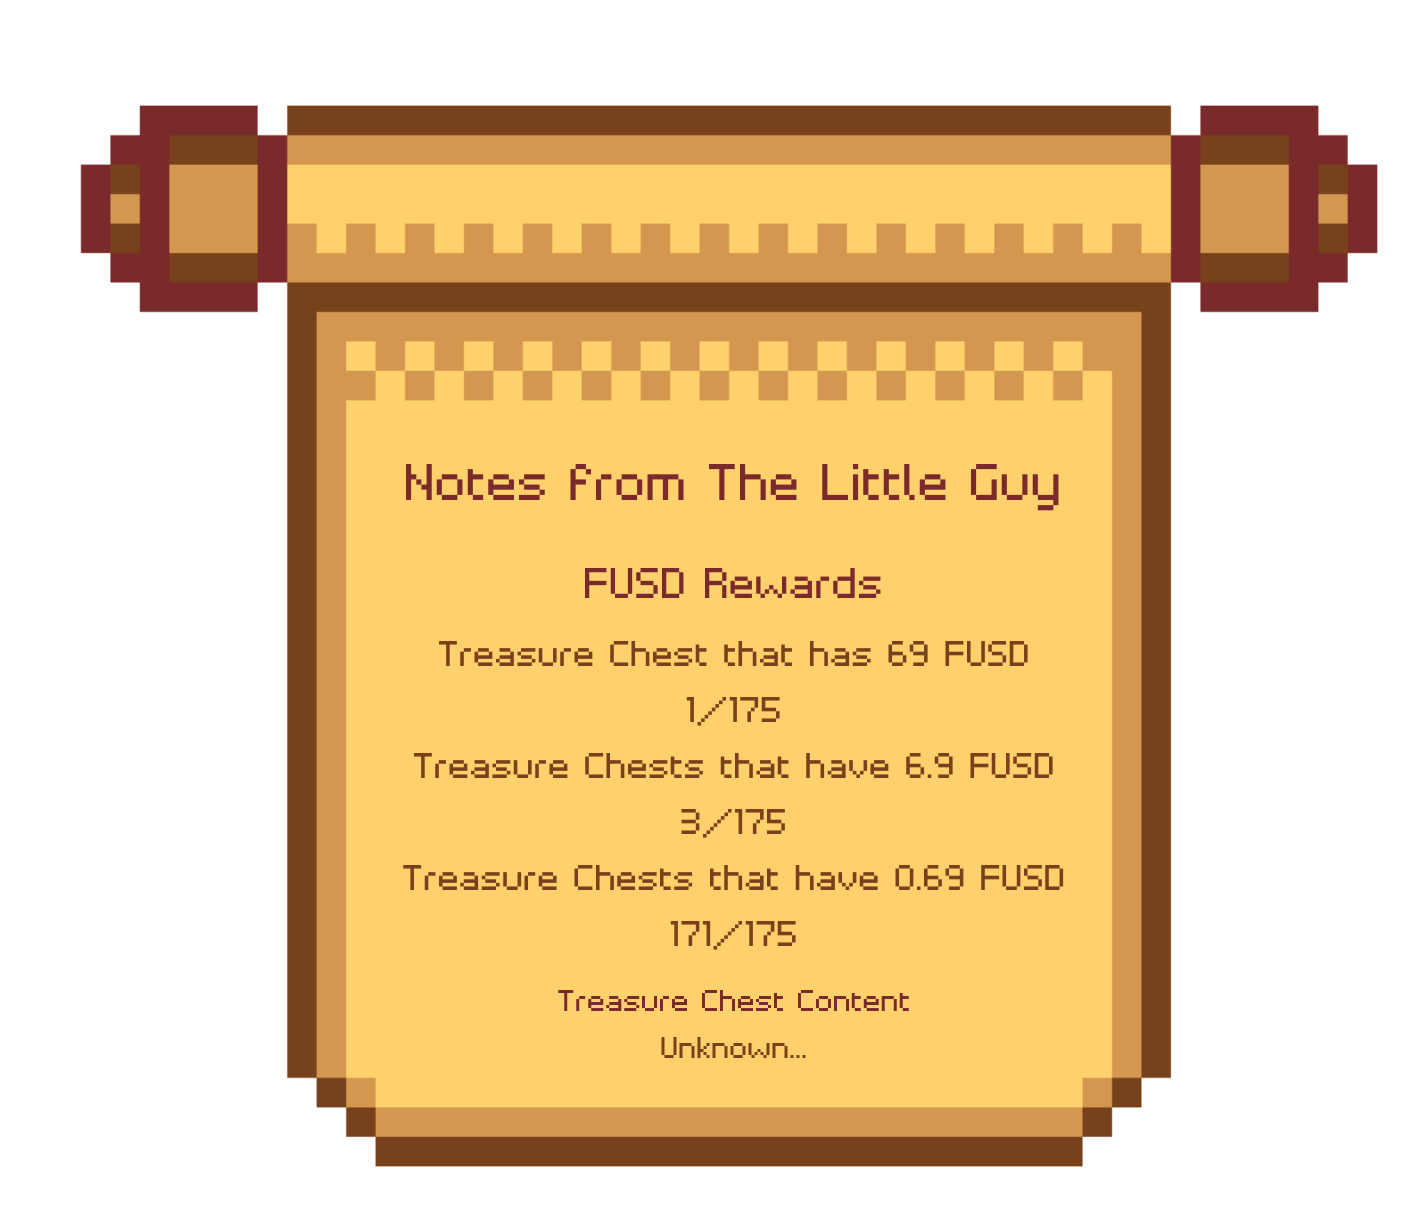 Notes from The Little Guy
FUSD Rewards
Treasure Chest that has 69 FUSD
1/175
Treasure Chests that have 6.9 FUSD
3/175
Treasure Chests that have 0.69 FUSD
171/175
Treasure Chest Content
Unknown...